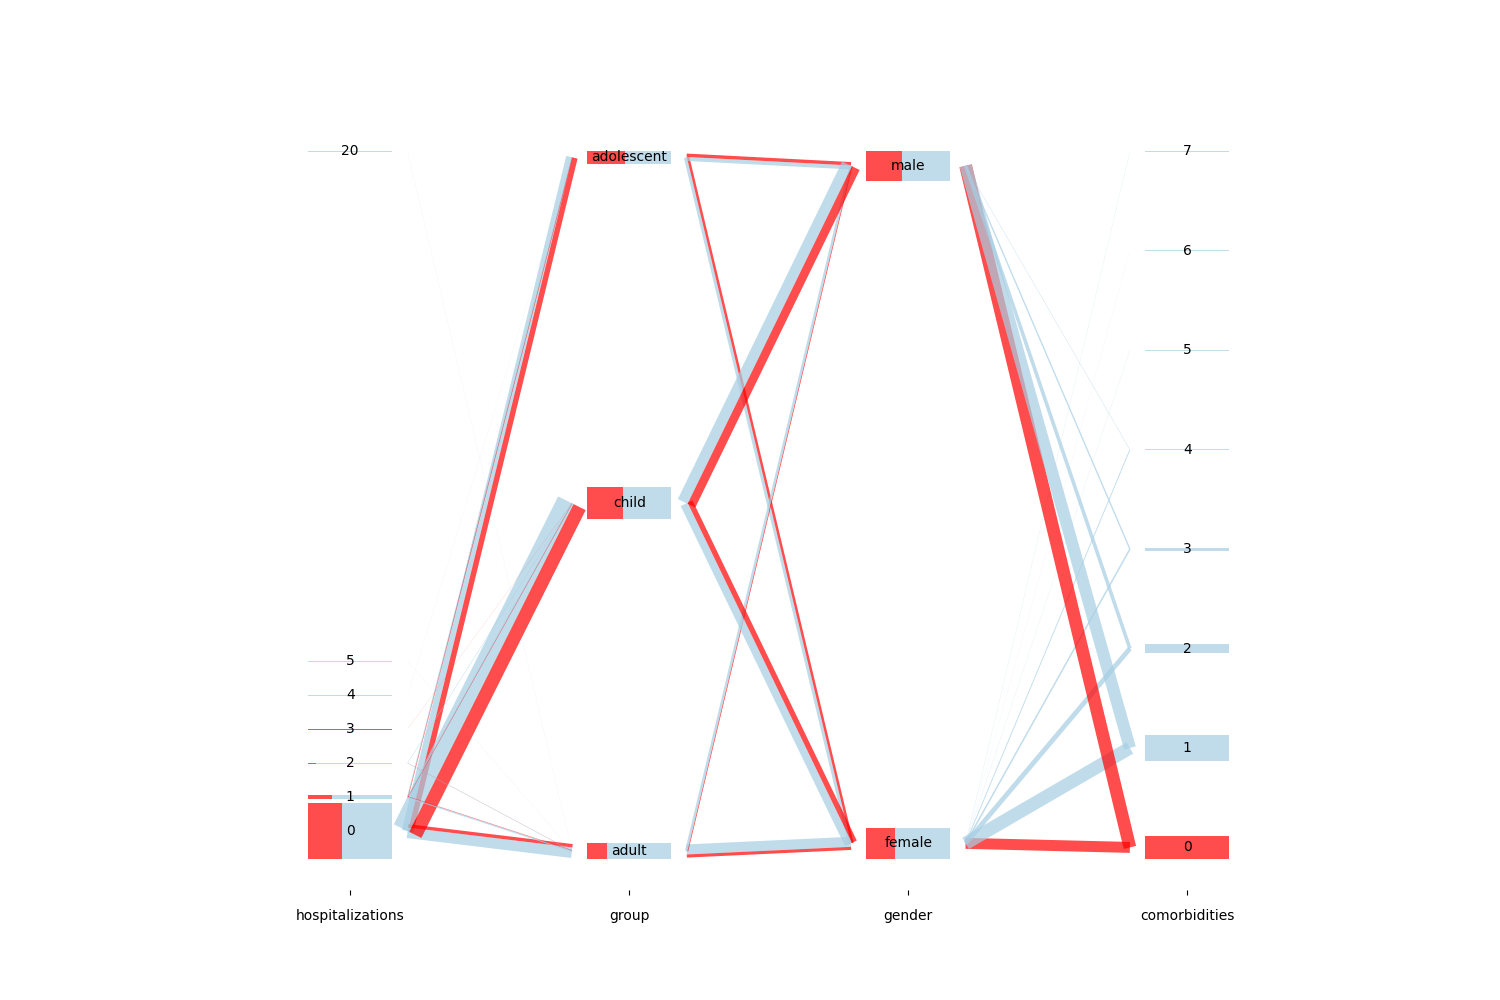 20
5
4
3
2
1
0
adolescent
child
adult
male
female
7
6
5
4
3
2
1
0
hospitalizations
group
gender
comorbidities